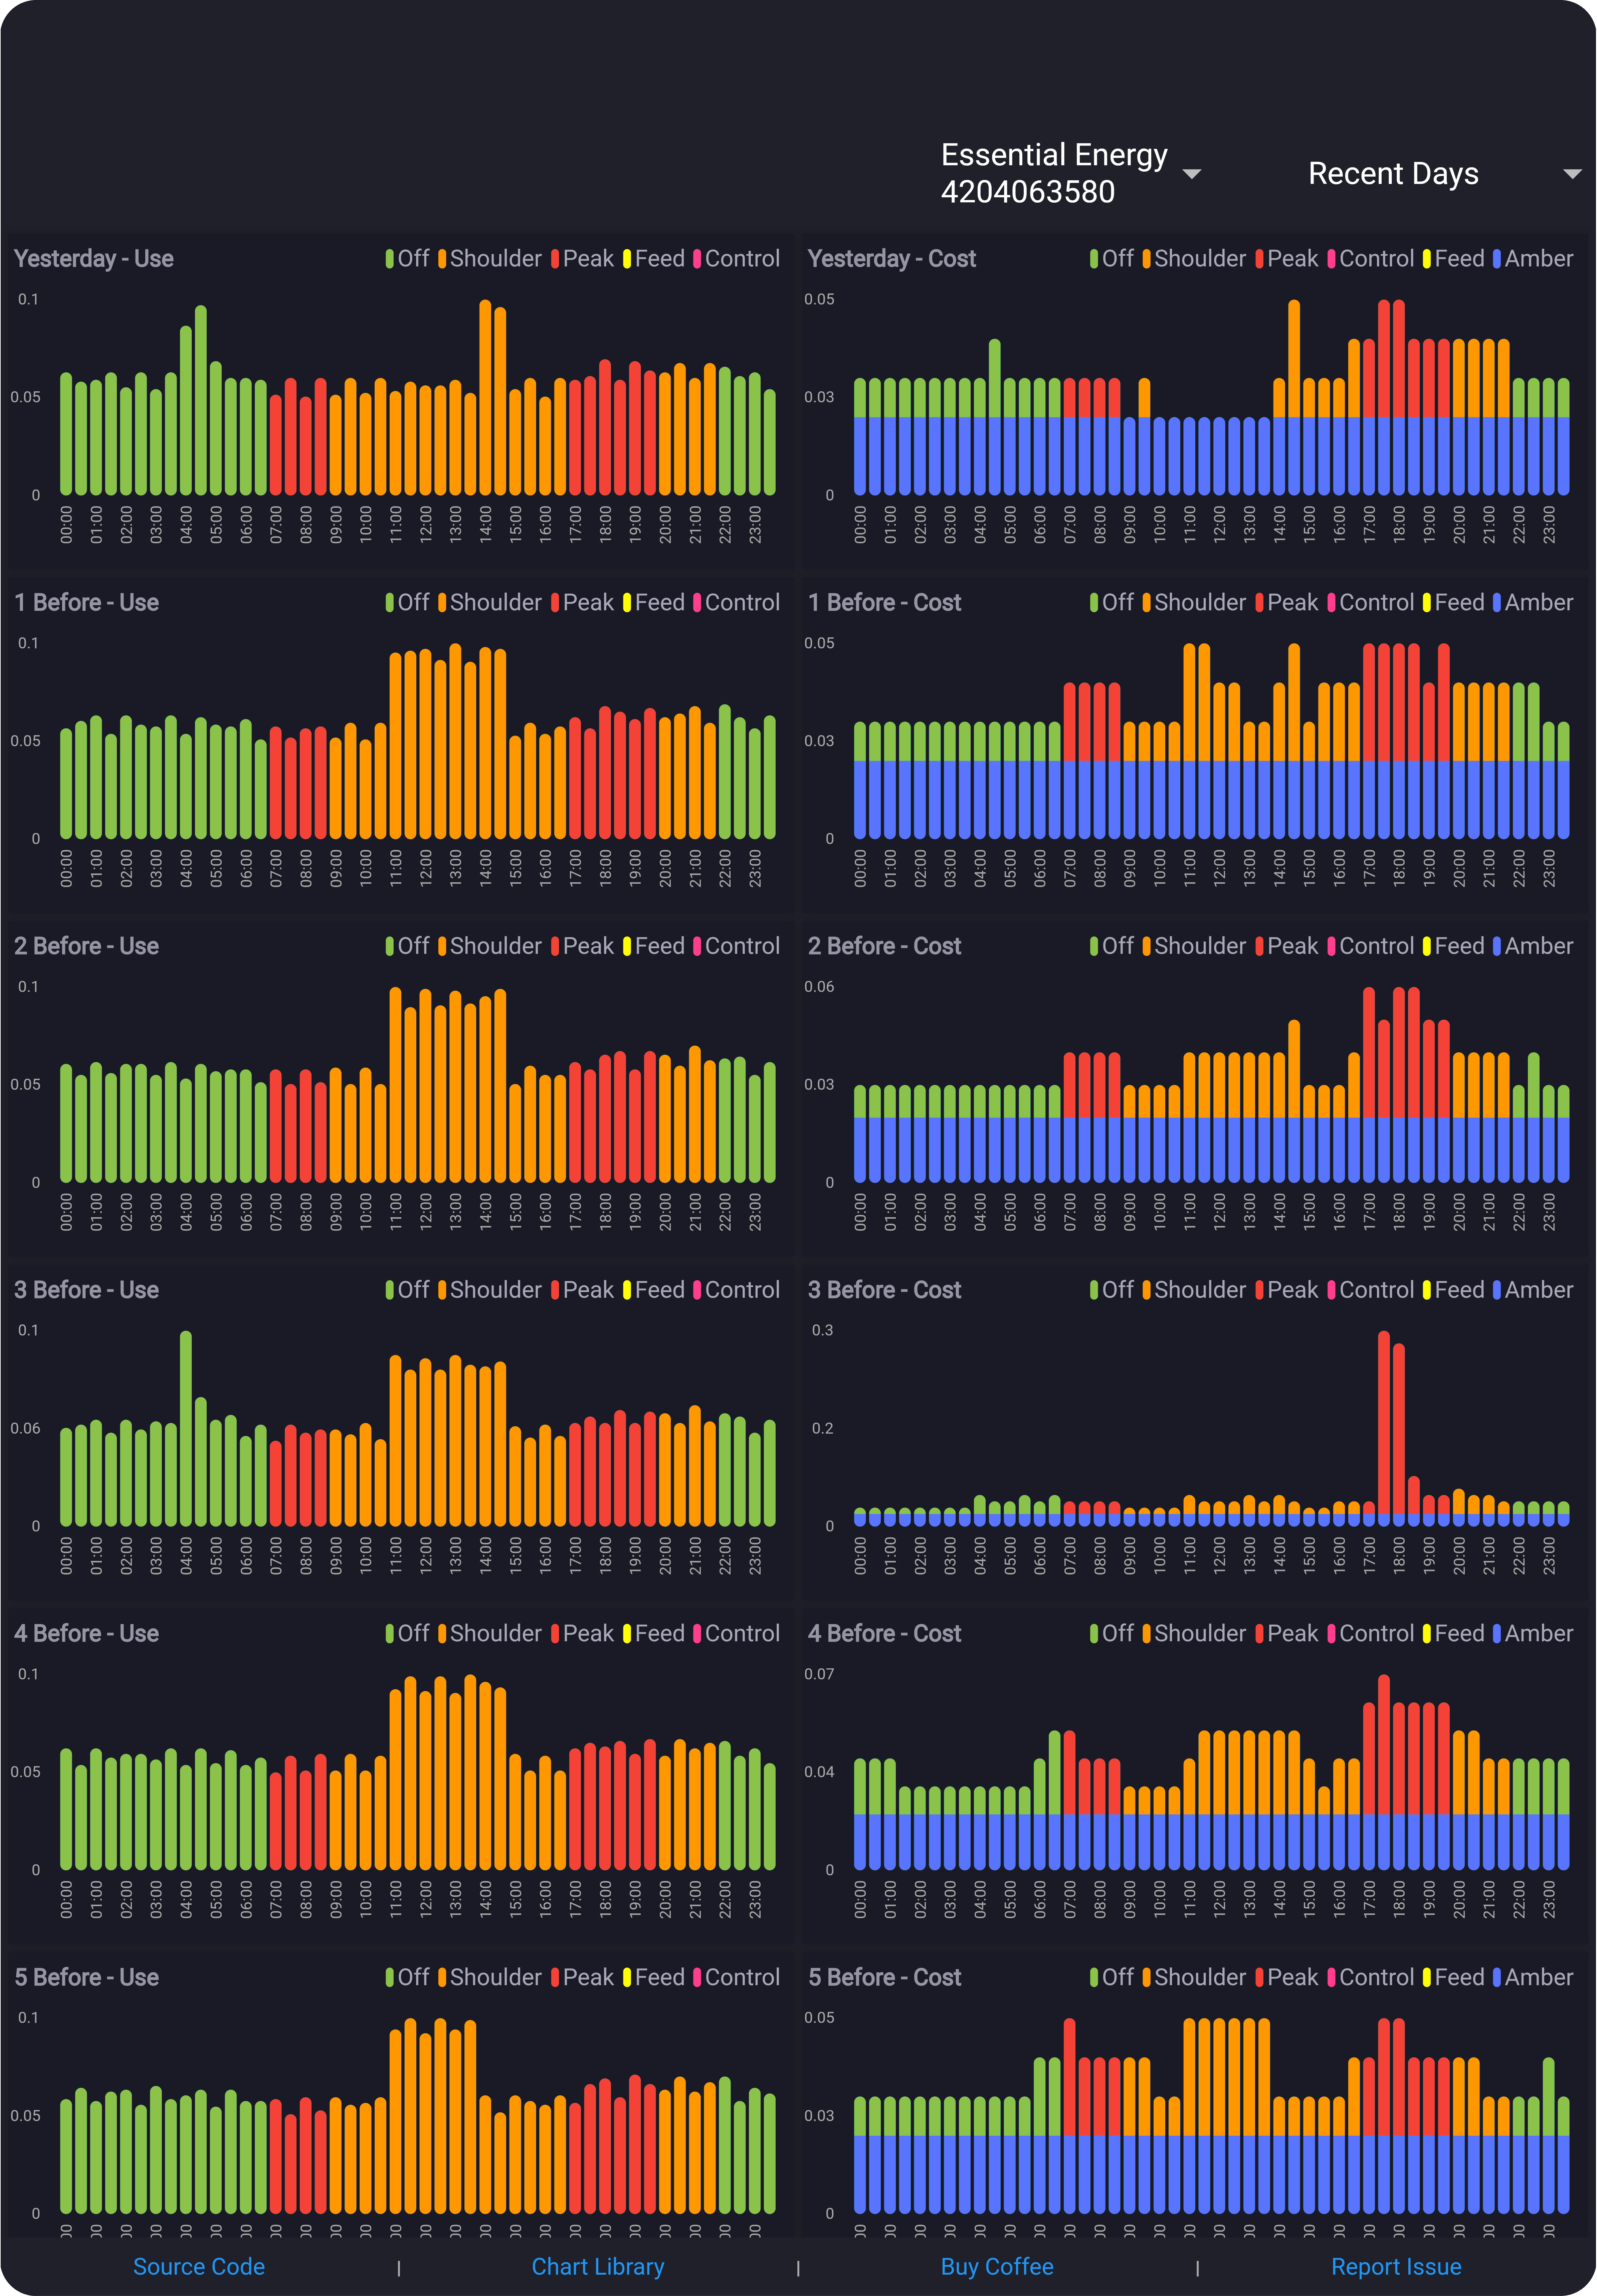 Essential Energy
4204063580
Recent Days
Yesterday - Use
Off Shoulder Peak Feed Control
0.1
0.05
0
00:00 01:00 02:00 03:00 04:00 05:00 06:00 07:00 08:00 09:00 10:00 11:00 12:00 13:00 14:00 15:00 16:00 17:00 18:00 19:00 20:00 21:00 22:00 23:00
Yesterday - Cost
Off Shoulder Peak Control Feed Amber
0.05
0.03
0
00:00 01:00 02:00 03:00 04:00 05:00 06:00 07:00 08:00 09:00 10:00 11:00 12:00 13:00 14:00 15:00 16:00 17:00 18:00 19:00 20:00 21:00 22:00 23:00
1 Before - Use
Off Shoulder Peak Feed Control
0.1
0.05
0
00:00 01:00 02:00 03:00 04:00 05:00 06:00 07:00 08:00 09:00 10:00 11:00 12:00 13:00 14:00 15:00 16:00 17:00 18:00 19:00 20:00 21:00 22:00 23:00
1 Before - Cost
Off Shoulder Peak Control Feed Amber
0.05
0.03
0
00:00 01:00 02:00 03:00 04:00 05:00 06:00 07:00 08:00 09:00 10:00 11:00 12:00 13:00 14:00 15:00 16:00 17:00 18:00 19:00 20:00 21:00 22:00 23:00
2 Before - Use
Off Shoulder Peak Feed Control
0.1
0.05
0
00:00 01:00 02:00 03:00 04:00 05:00 06:00 07:00 08:00 09:00 10:00 11:00 12:00 13:00 14:00 15:00 16:00 17:00 18:00 19:00 20:00 21:00 22:00 23:00
2 Before - Cost
Off Shoulder Peak Control Feed Amber
0.06
0.03
0
00:00 01:00 02:00 03:00 04:00 05:00 06:00 07:00 08:00 09:00 10:00 11:00 12:00 13:00 14:00 15:00 16:00 17:00 18:00 19:00 20:00 21:00 22:00 23:00
3 Before - Use
Off Shoulder Peak Feed Control
0.1
0.06
0
00:00 01:00 02:00 03:00 04:00 05:00 06:00 07:00 08:00 09:00 10:00 11:00 12:00 13:00 14:00 15:00 16:00 17:00 18:00 19:00 20:00 21:00 22:00 23:00
3 Before - Cost
Off Shoulder Peak Control Feed Amber
0.3
0.2
0
00:00 01:00 02:00 03:00 04:00 05:00 06:00 07:00 08:00 09:00 10:00 11:00 12:00 13:00 14:00 15:00 16:00 17:00 18:00 19:00 20:00 21:00 22:00 23:00
4 Before - Use
Off Shoulder Peak Feed Control
0.1
0.05
0
00:00 01:00 02:00 03:00 04:00 05:00 06:00 07:00 08:00 09:00 10:00 11:00 12:00 13:00 14:00 15:00 16:00 17:00 18:00 19:00 20:00 21:00 22:00 23:00
4 Before - Cost
Off Shoulder Peak Control Feed Amber
0.07
0.04
0
00:00 01:00 02:00 03:00 04:00 05:00 06:00 07:00 08:00 09:00 10:00 11:00 12:00 13:00 14:00 15:00 16:00 17:00 18:00 19:00 20:00 21:00 22:00 23:00
5 Before - Use
Off Shoulder Peak Feed Control
0.1
0.05
0
5 Before - Cost
Off Shoulder Peak Control Feed Amber
0.05
0.03
0
Source Code | Chart Library | Buy Coffee | Report Issue